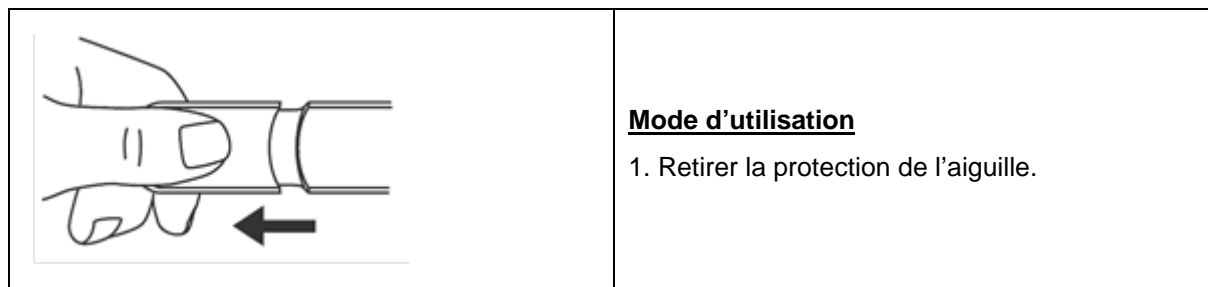 Mode d’utilisation
1. Retirer la protection de l’aiguille.